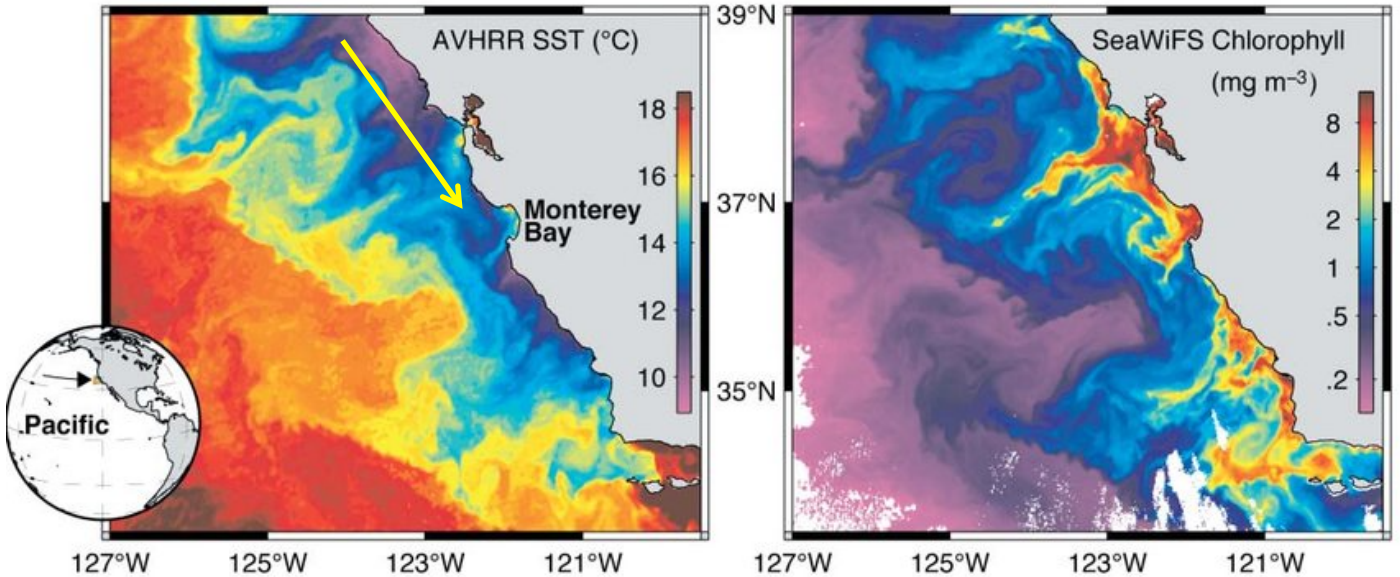 AVHRR SST (°C)
18
16
14
12
10
Monterey
Bay
Pacific
127°W
125°W
123°W
121°W
39°N
37°N
35°N
SeaWiFS Chlorophyll
(mg m–3)
8
4
2
1
.5
.2
127°W
125°W
123°W
121°W